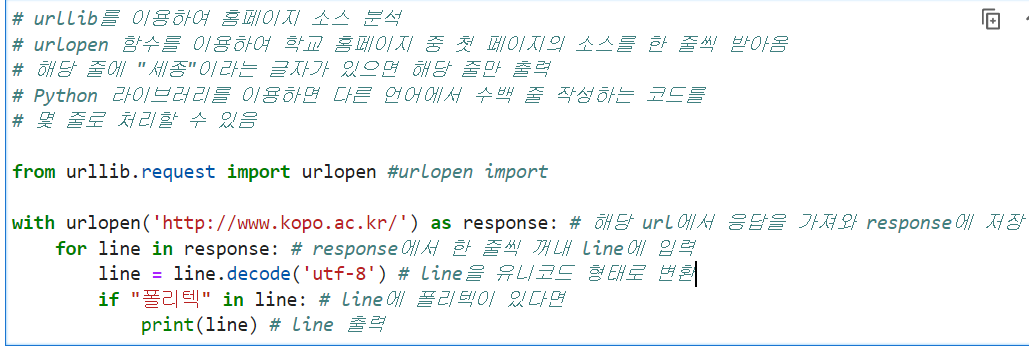 # urllib를 이용하여 홈페이지 소스 분석
# urlopen 함수를 이용하여 학교 홈페이지 중 첫 페이지의 소스를 한 줄씩 받아옴
# 해당 줄에 "세종"이라는 글자가 있으면 해당 줄만 출력
# Python 라이브러리를 이용하면 다른 언어에서 수백 줄 작성하는 코드를
# 몇 줄로 처리할 수 있음

from urllib.request import urlopen #urlopen import

with urlopen('http://www.kopo.ac.kr/') as response: # 해당 url에서 응답을 가져와 response에 저장
    for line in response: # response에서 한 줄씩 꺼내 line에 입력
        line = line.decode('utf-8') # line을 유니코드 형태로 변환
        if "폴리텍" in line: # line에 폴리텍이 있다면
            print(line) # line 출력